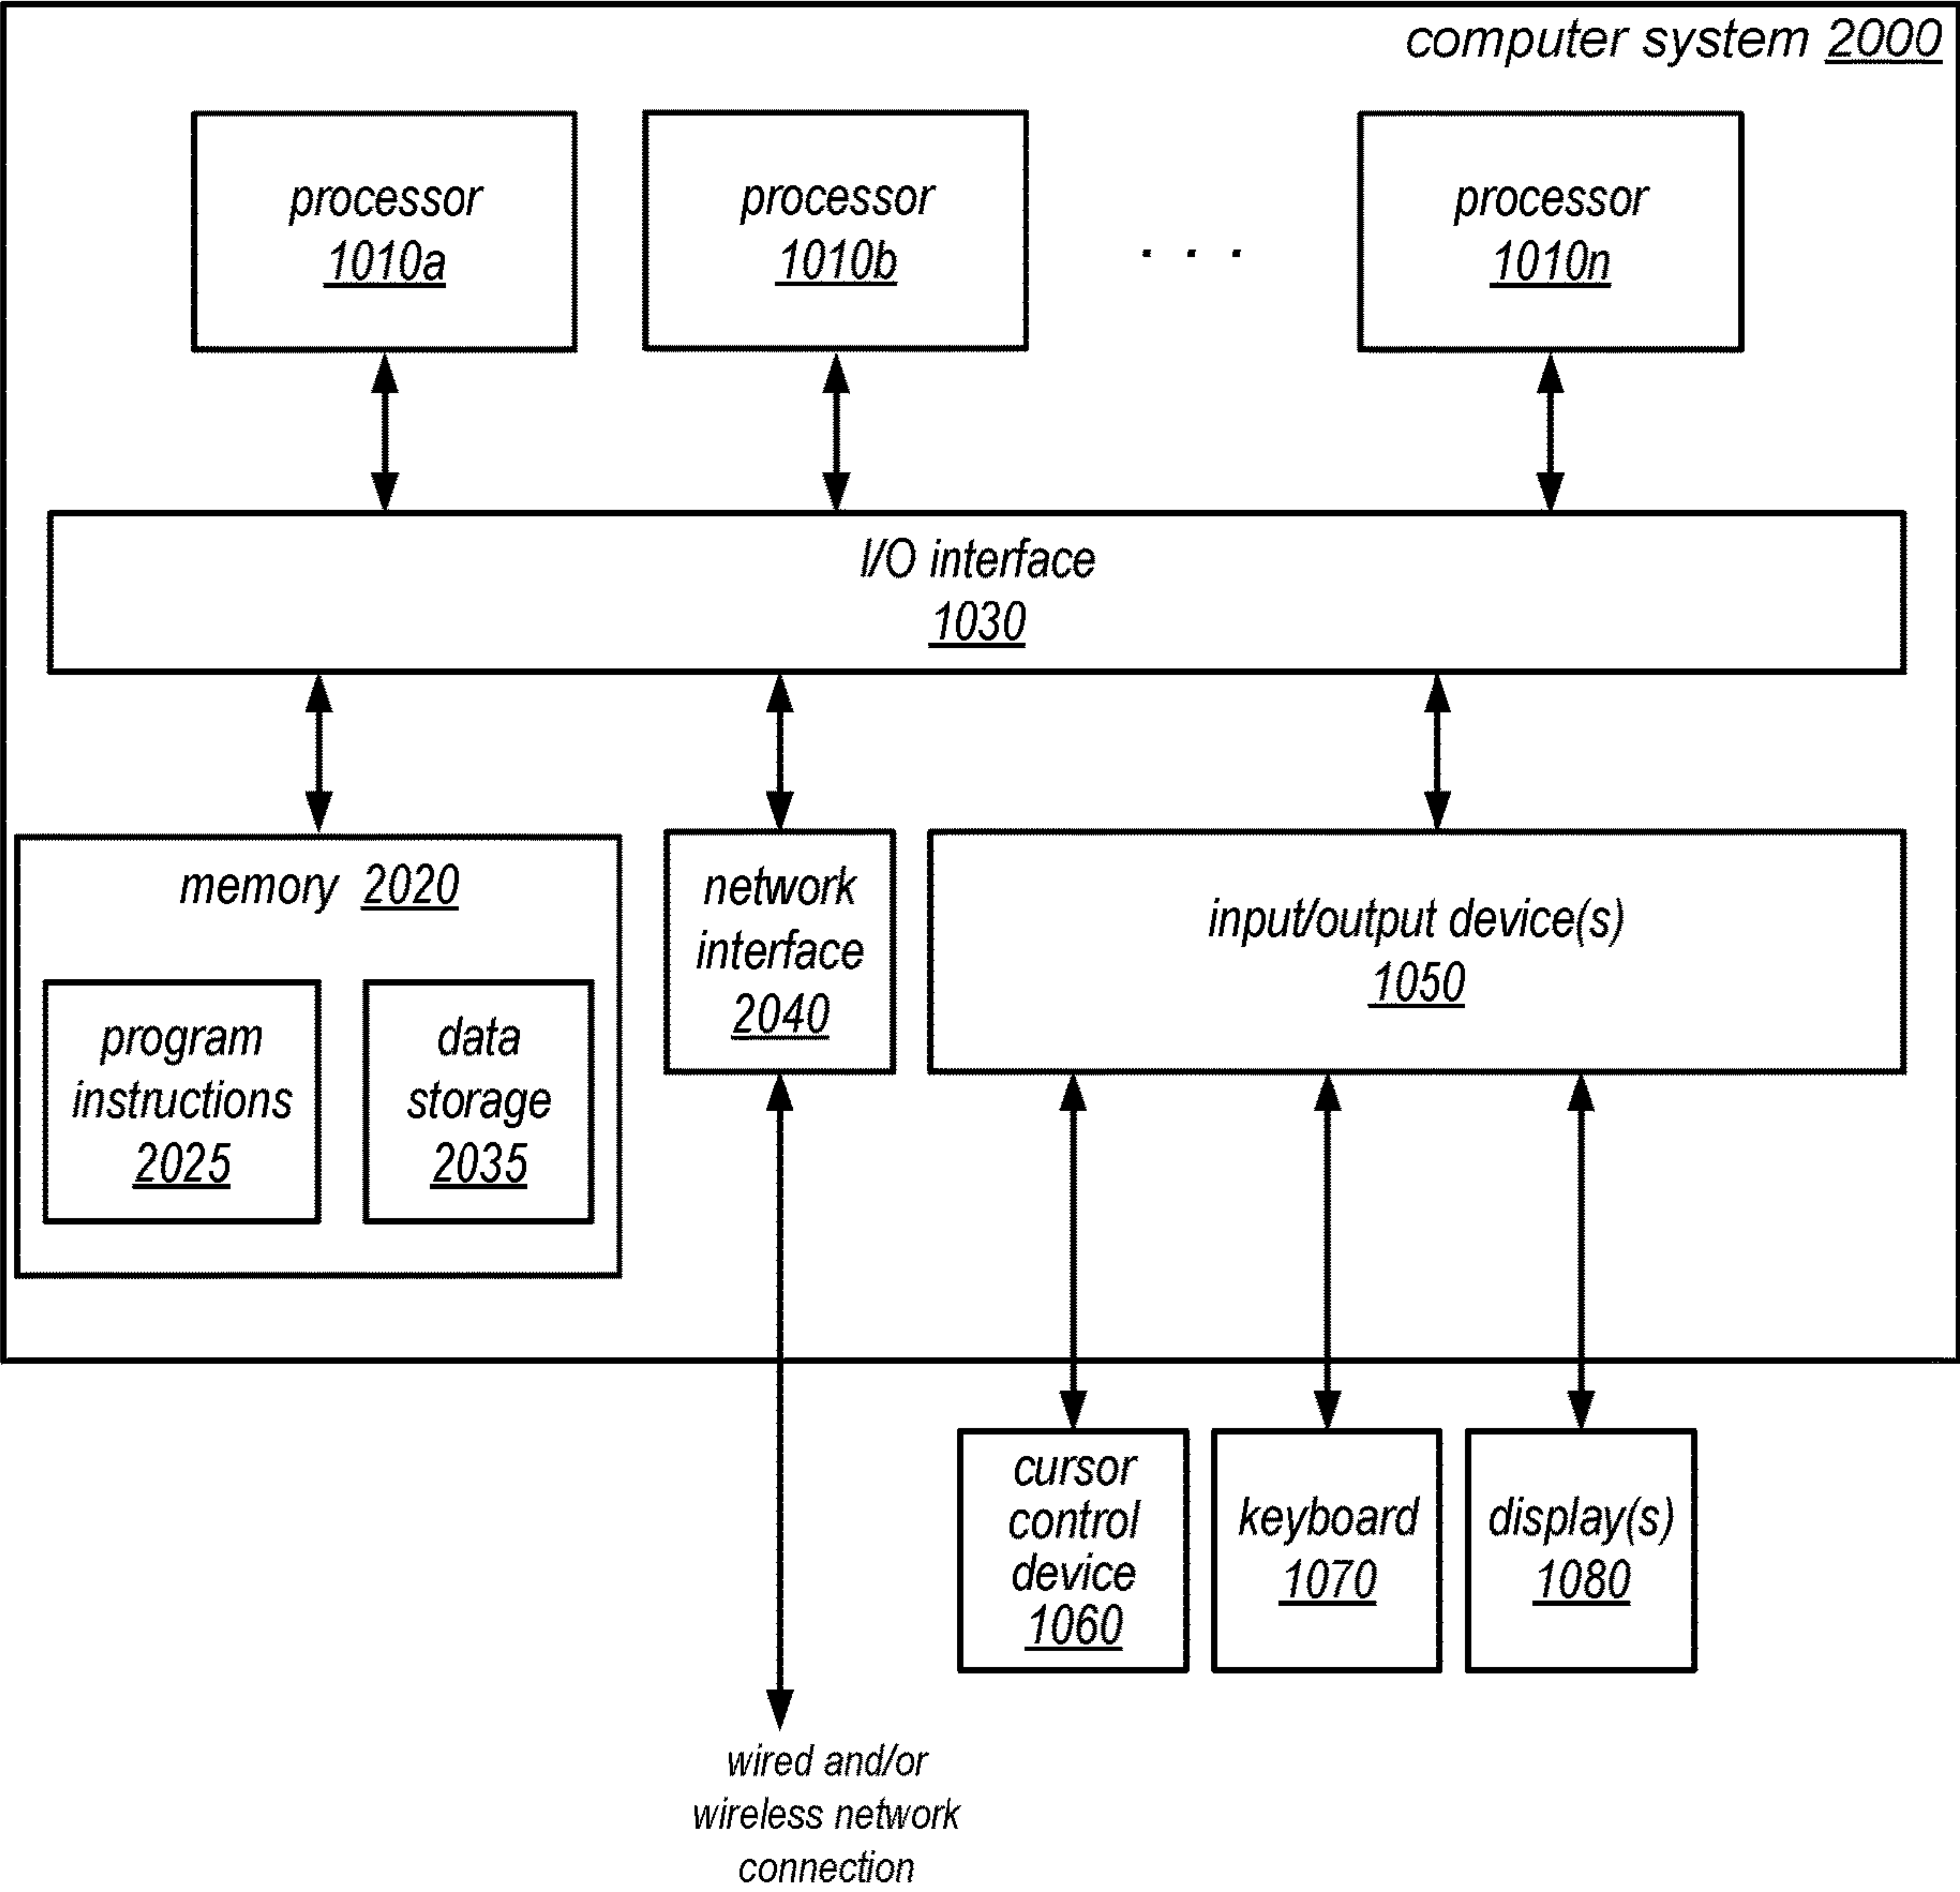 computer system 2000
processor
1010a
processor
1010b
. . .
processor
1010n
I/O interface
1030
memory 2020
program
instructions
2025
data
storage
2035
network
interface
2040
input/output device(s)
1050
cursor
control
device
1060
keyboard
1070
display(s)
1080
wired and/or
wireless network
connection